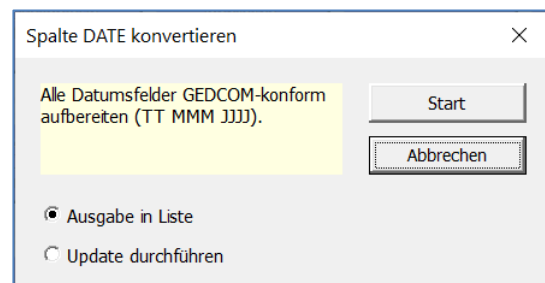 Spalte DATE konvertieren
Alle Datumsfelder GEDCOM-konform
aufbereiten (TT MMM JJJJ).
Start
Abbrechen
Ausgabe in Liste
Update durchführen